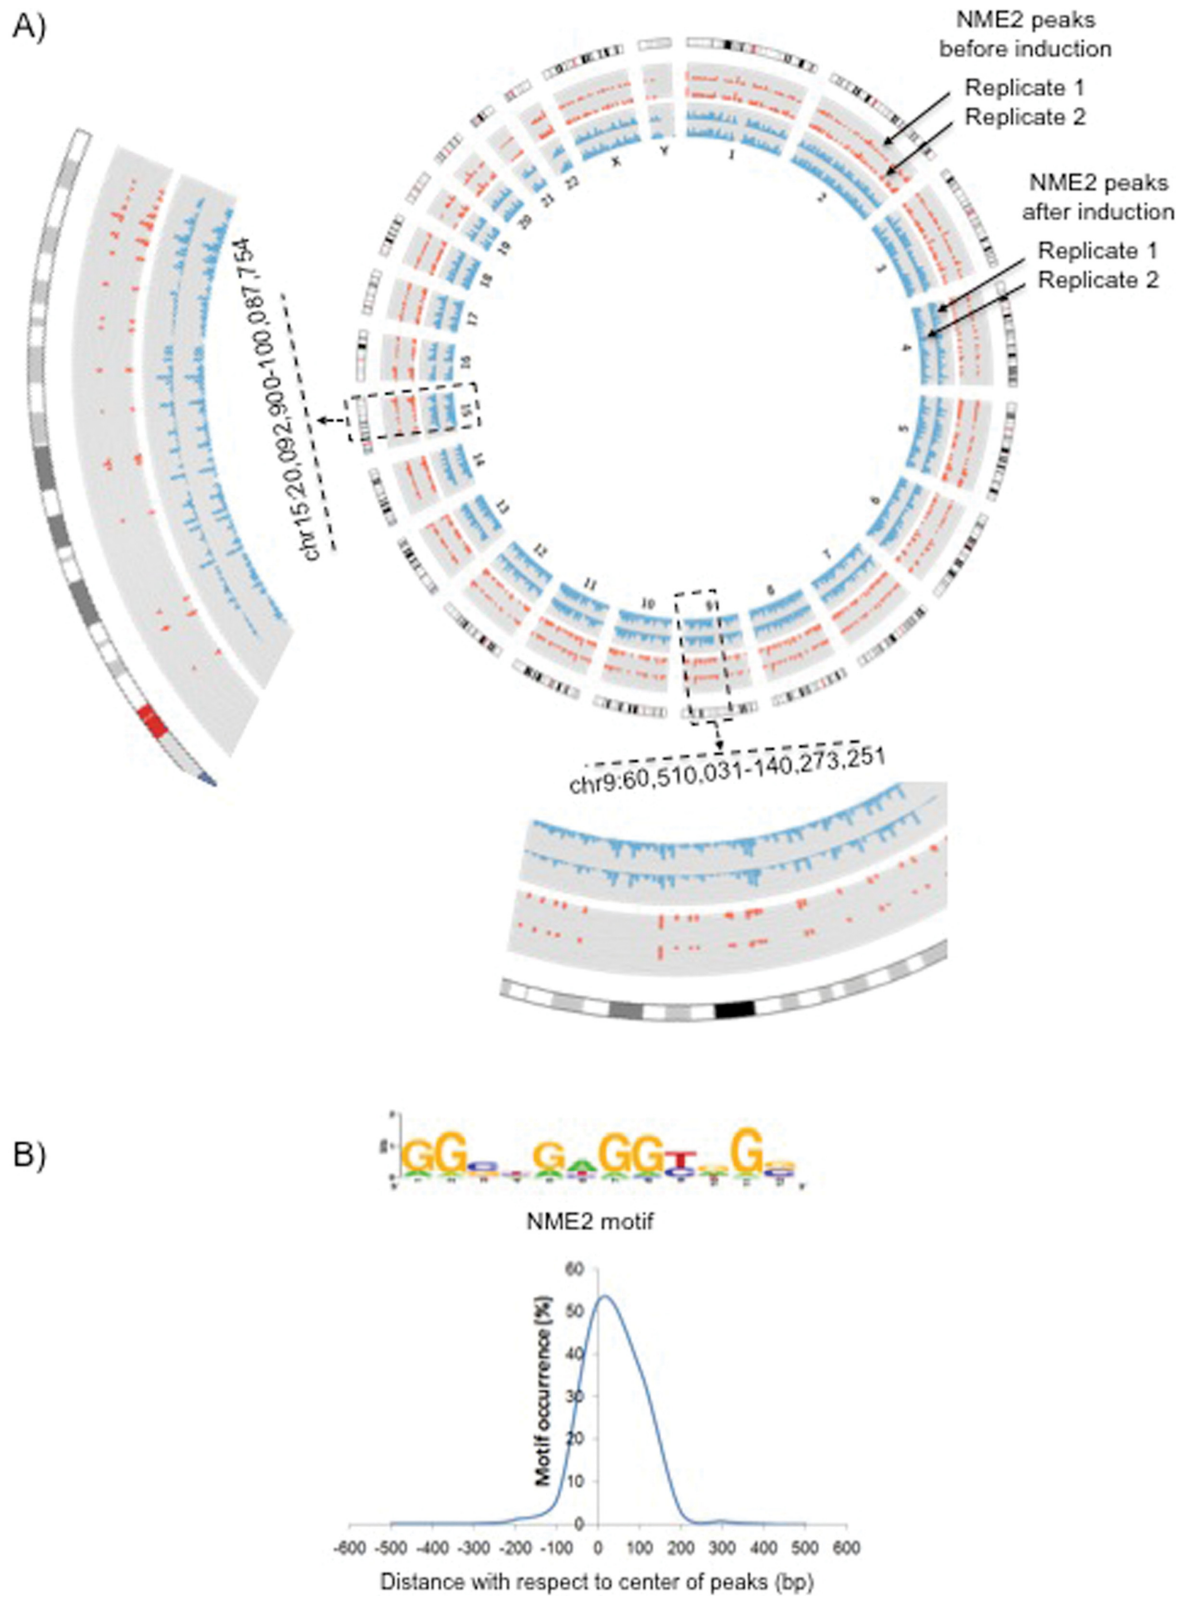 A)
NME2 peaks
before induction
Replicate 1
Replicate 2
NME2 peaks
after induction
Replicate 1
Replicate 2
1
2
3
4
5
6
7
8
9
10
11
12
13
14
15
16
17
18
19
20
21
22
X
Y
chr15:20,092,900-100,087,754
chr9:60,510,031-140,273,251
B)
GG GAGGT G
NME2 motif
Motif occurrence (%)
60
50
40
30
20
10
0
-600 -500 -400 -300 -200 -100 0 100 200 300 400 500 600
Distance with respect to center of peaks (bp)